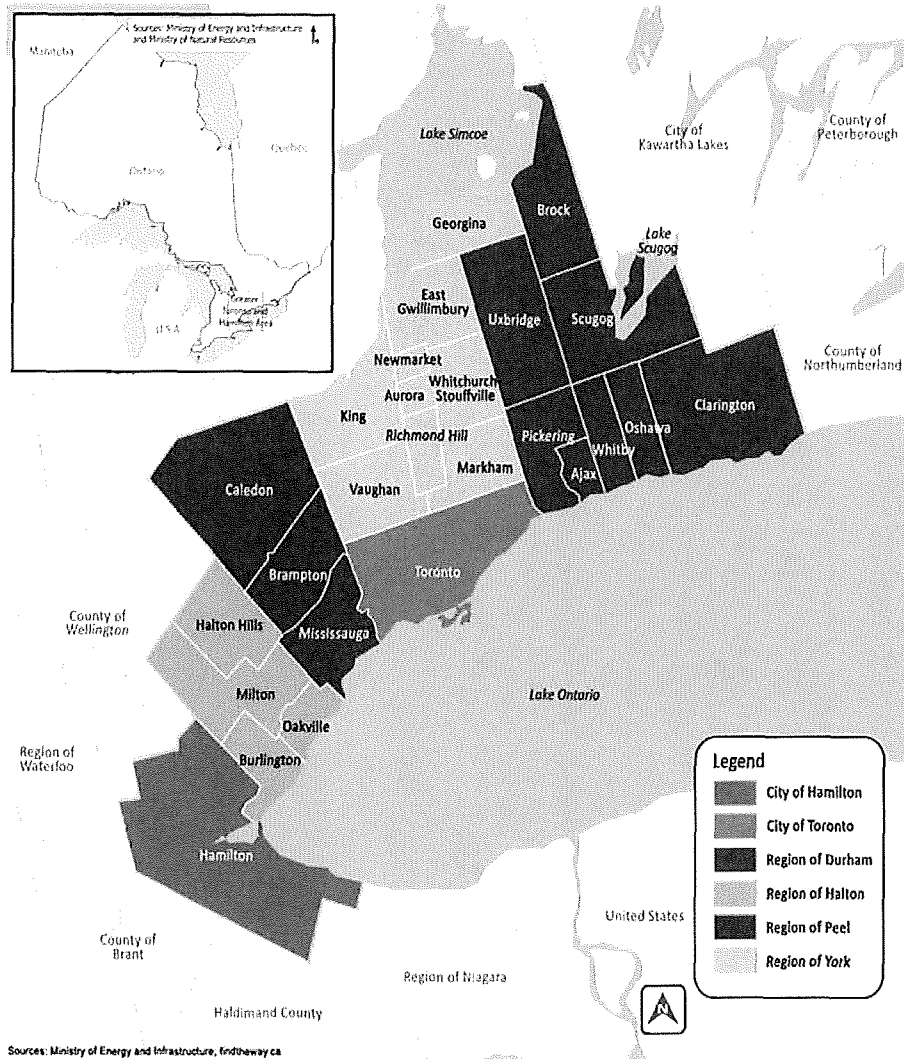 Sources: Ministry of Energy and Infrastructure
and Ministry of Natural Resources
Manitoba
Ontario
Quebec
U.S.A.
Toronto and
Hamilton Area
Lake Simcoe
City of
Kawartha Lakes
County of
Peterborough
Brock
Georgina
Lake
Scugog
East
Gwillimbury
Uxbridge
Scugog
Newmarket
County of
Northumberland
Whitchurch
Stouffville
Aurora
King
Clarington
Oshawa
Richmond Hill
Pickering
Whitby
Markham
Ajax
Caledon
Vaughan
Toronto
Brampton
County of
Wellington
Halton Hills
Mississauga
Milton
Lake Ontario
Oakville
Region of
Waterloo
Burlington
Hamilton
Legend
City of Hamilton
City of Toronto
Region of Durham
Region of Halton
Region of Peel
Region of York
United States
County of
Brant
Region of Niagara
N
Haldimand County
Sources: Ministry of Energy and Infrastructure, findtheway.ca